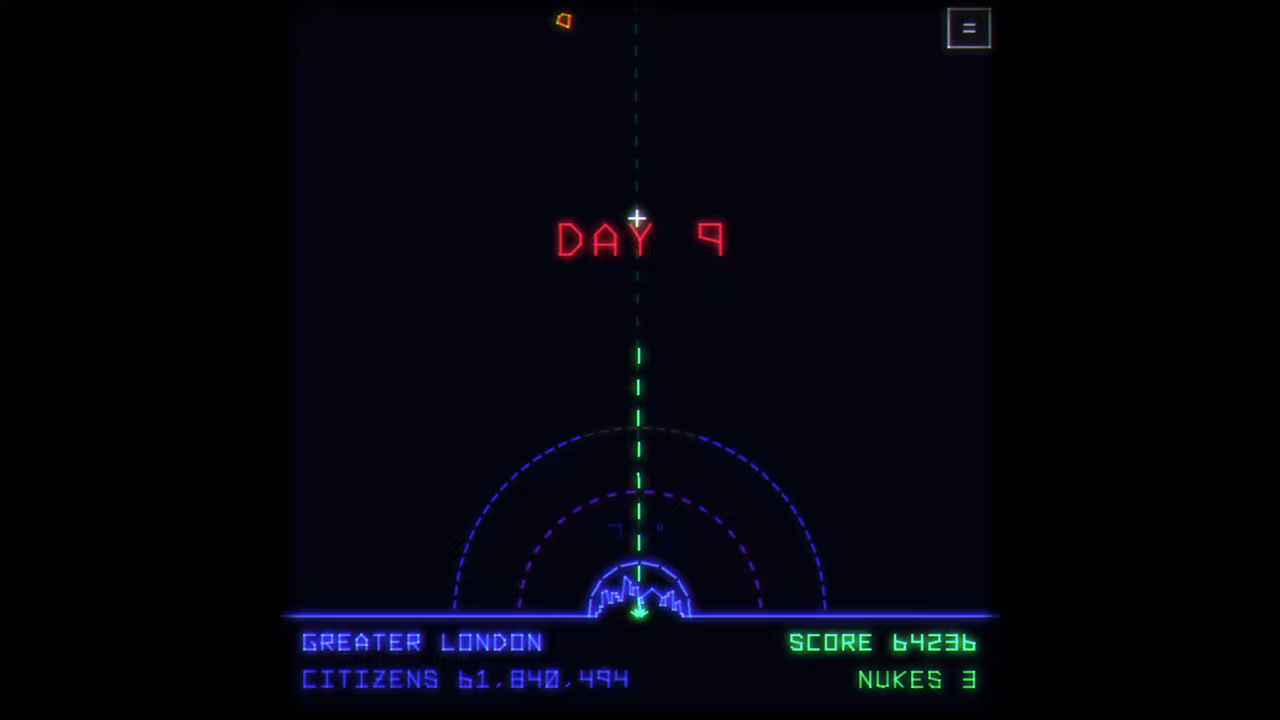 DAY 9
GREATER LONDON
SCORE 64236
CITIZENS 61,840,494
NUKES 3